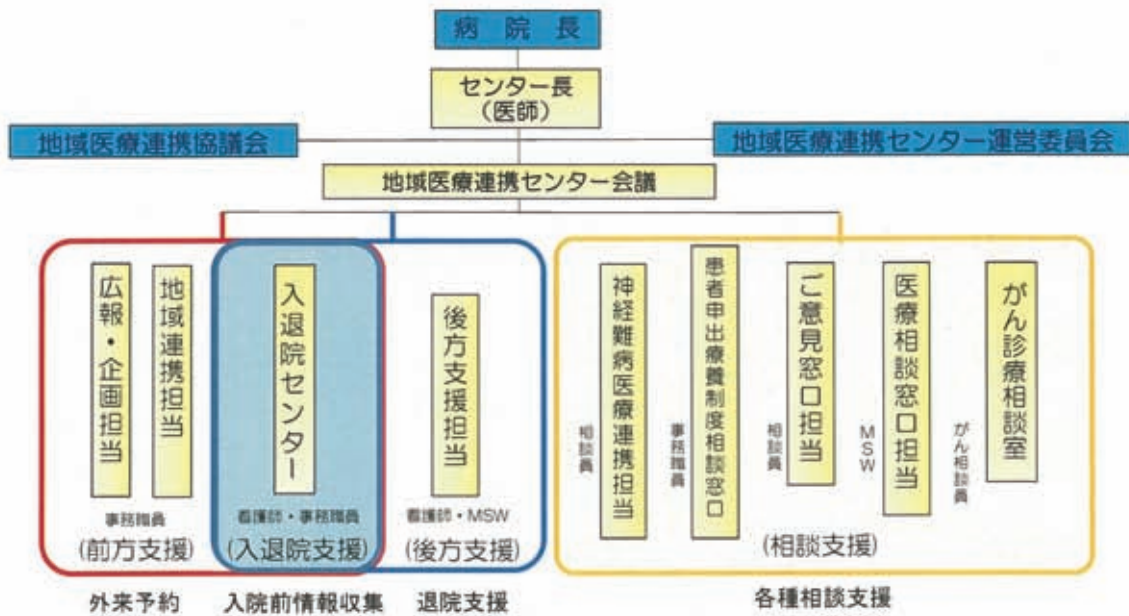 病院長
センター長
(医師)
地域医療連携協議会
地域医療連携センター運営委員会
地域医療連携センター会議
広報・企画担当
地域連携担当
事務職員
(前方支援)
入退院センター
看護師・事務職員
(入退院支援)
後方支援担当
看護師・MSW
(後方支援)
相談員
神経難病医療連携担当
事務職員
患者申出療養制度相談窓口
相談員
ご意見窓口担当
MSW
医療相談窓口担当
がん相談員
がん診療相談室
(相談支援)
外来予約
入院前情報収集
退院支援
各種相談支援